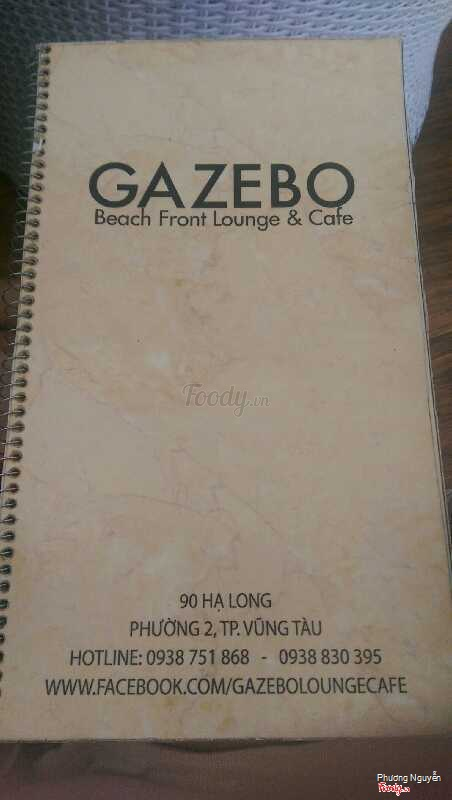 GAZEBO
Beach Front Lounge & Cafe
Foody.vn
90 HẠ LONG
PHƯỜNG 2, TP. VŨNG TÀU
HOTLINE: 0938 751 868 - 0938 830 395
WWW.FACEBOOK.COM/GAZEBOLOUNGECAFE
Phương Nguyễn
Foody.vn